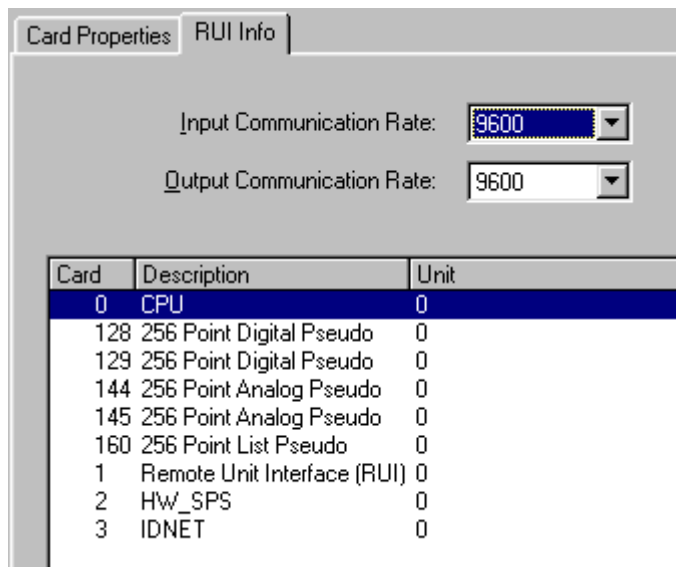 Card Properties RUI Info
Input Communication Rate: 9600
Output Communication Rate: 9600
Card Description Unit
0 CPU 0
128 256 Point Digital Pseudo 0
129 256 Point Digital Pseudo 0
144 256 Point Analog Pseudo 0
145 256 Point Analog Pseudo 0
160 256 Point List Pseudo 0
1 Remote Unit Interface (RUI) 0
2 HW_SPS 0
3 IDNET 0